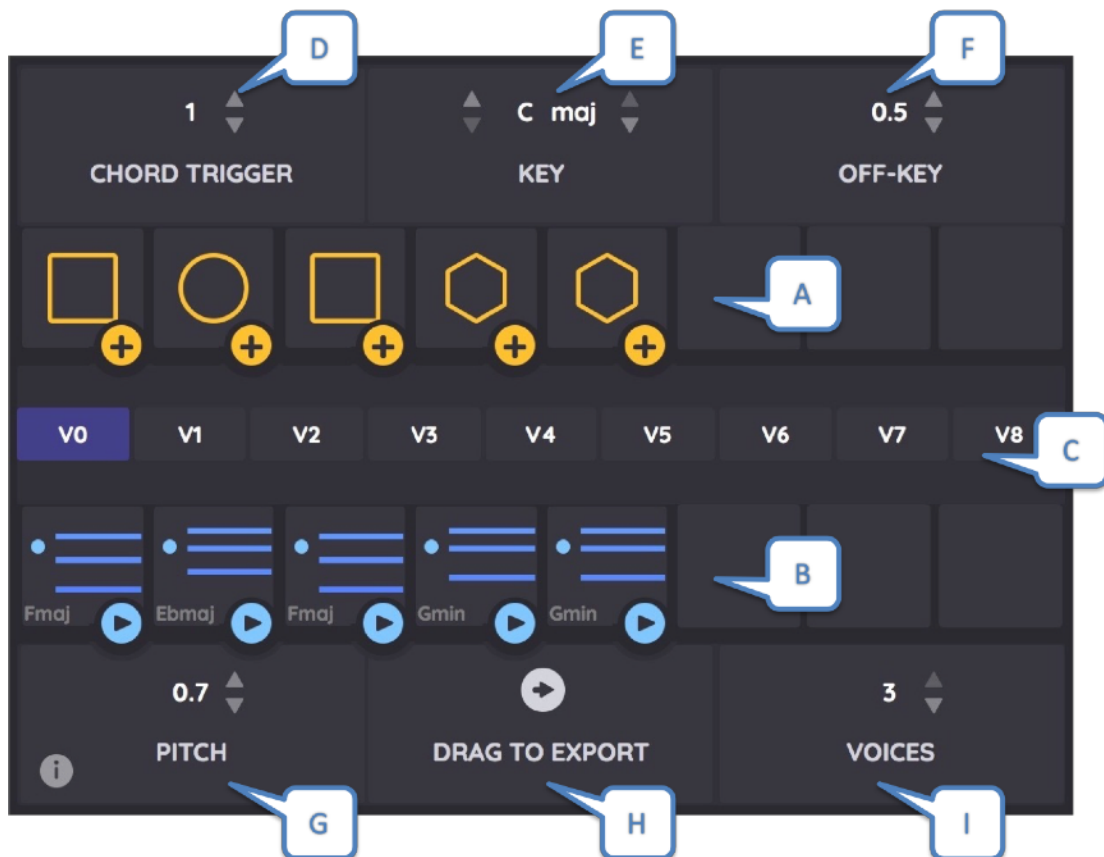 D
E
F
1
C maj
0.5
CHORD TRIGGER
KEY
OFF-KEY
A
V0 V1 V2 V3 V4 V5 V6 V7 V8
C
B
Fmaj Ebmaj Fmaj Gmin Gmin
0.7
3
PITCH
DRAG TO EXPORT
VOICES
i
G
H
I